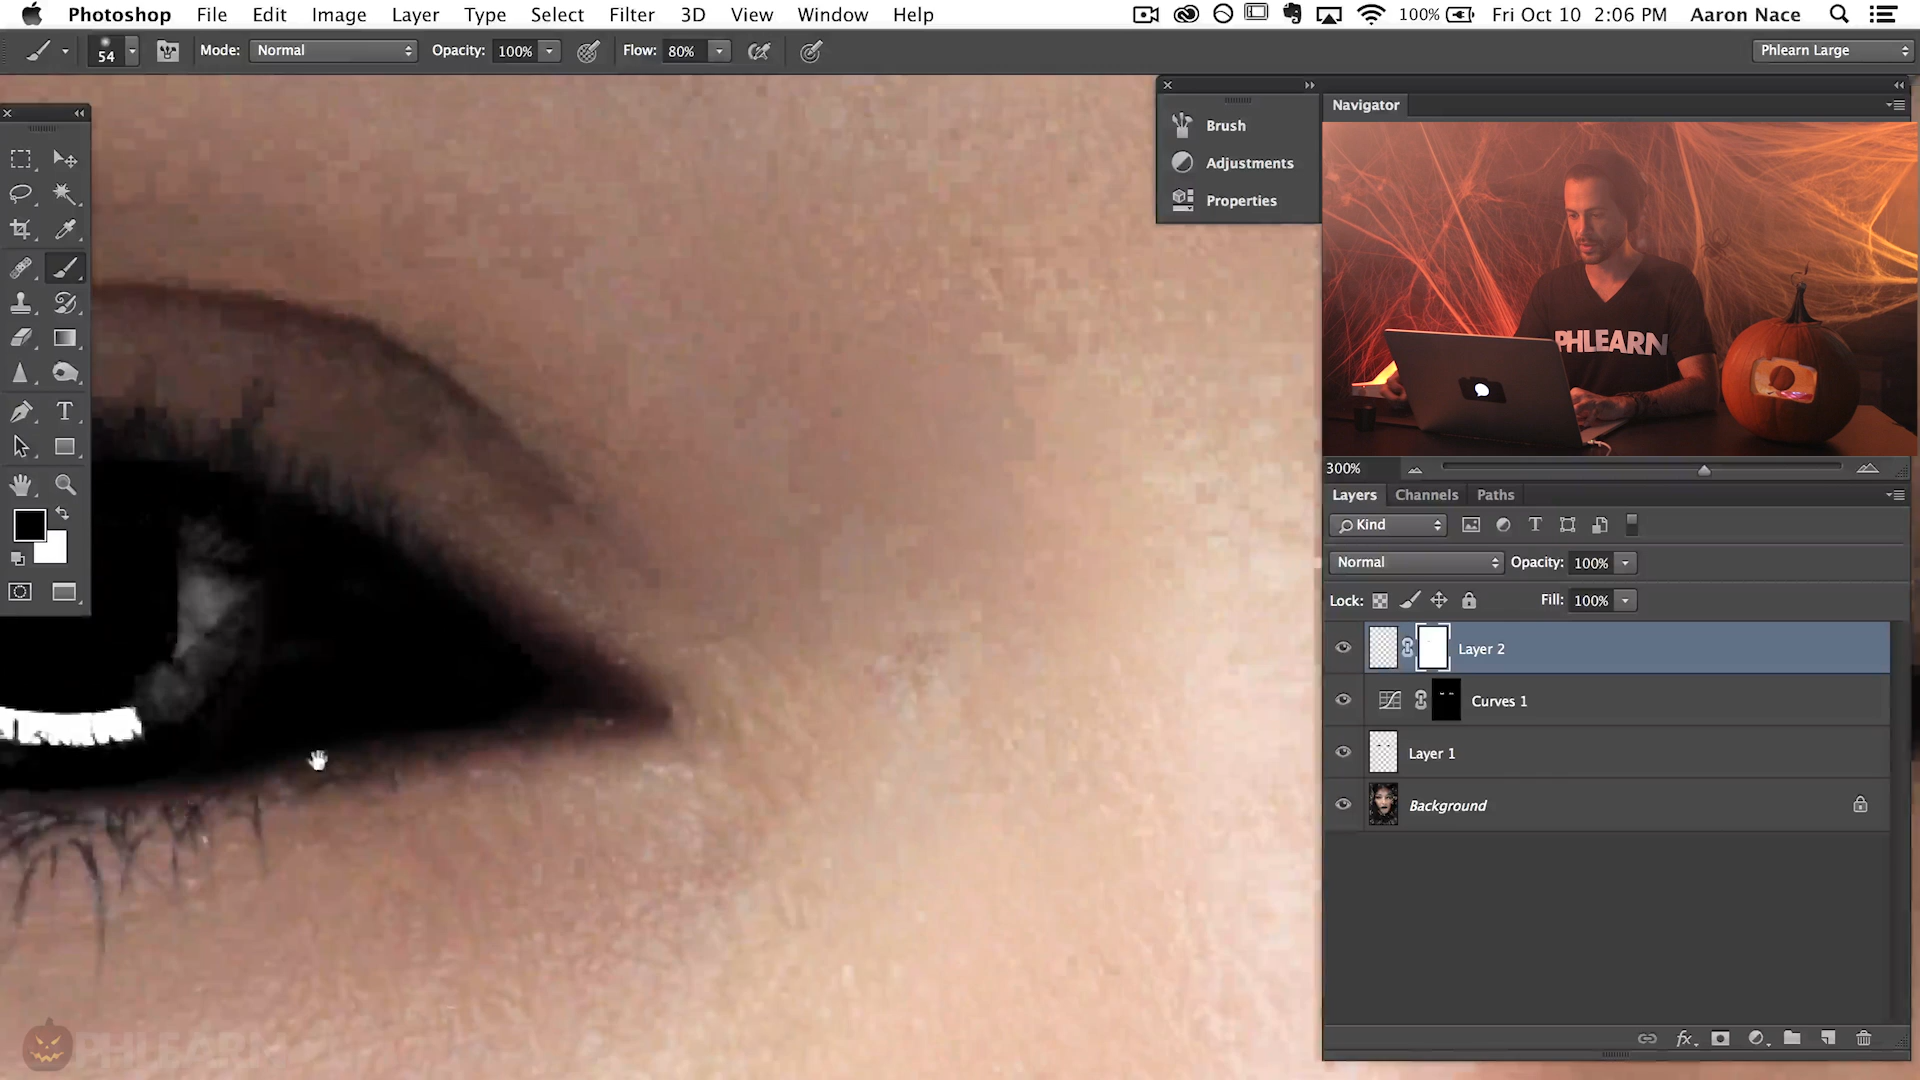 Photoshop File Edit Image Layer Type Select Filter 3D View Window Help 100% Fri Oct 10 2:06 PM Aaron Nace
54 Mode: Normal Opacity: 100% Flow: 80% Phlearn Large
Brush
Adjustments
Properties
Navigator
PHLEARN
300%
Layers Channels Paths
Kind
Normal Opacity: 100%
Lock: Fill: 100%
Layer 2
Curves 1
Layer 1
Background
PHLEARN